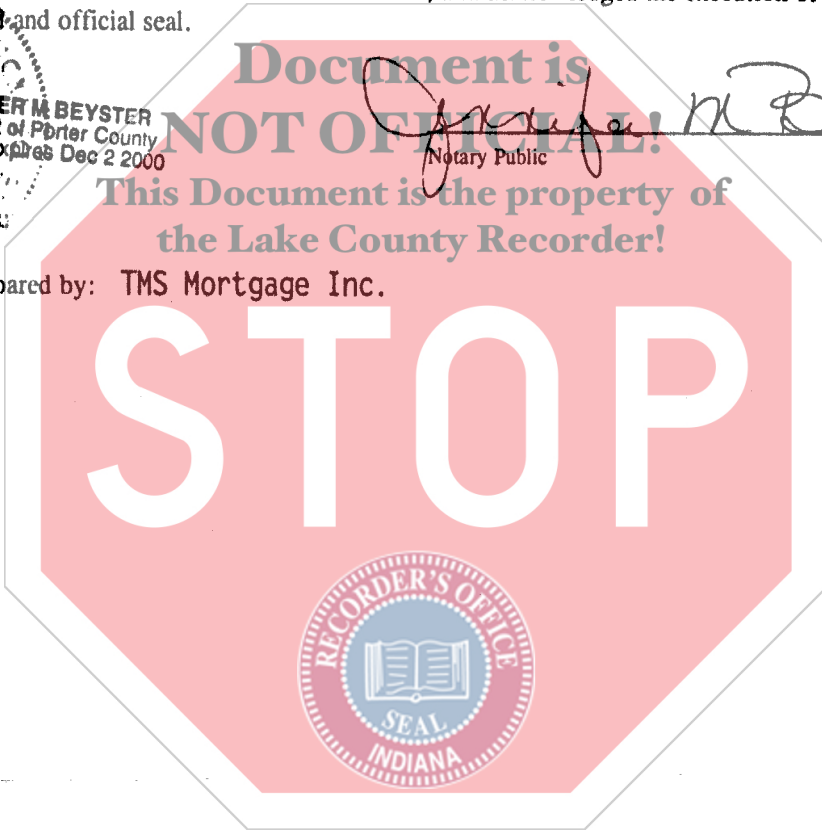 and official seal.
Document is
ER M BEYSTER
of Porter County
NOT OFFICIAL!
Dec 2 2000
Notary Public
This Document is the property of
the Lake County Recorder!
pared by: TMS Mortgage Inc.
STOP
RECORDER'S OFFICE
SEAL
INDIANA